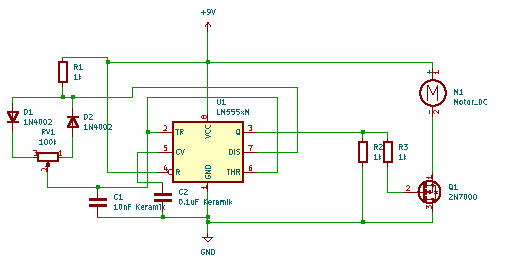 +9V
R1
1k
U1
LM555xN
D1
1N4002
D2
1N4002
RV1
100k
3
1
2
2
TR
5
CV
4
R
8
VCC
GND
1
Q
3
DIS
7
THR
6
M
+
1
-
2
M1
Motor_DC
R2
1k
R3
1k
C1
10nF Keramik
C2
0.1uF Keramik
2
1
3
Q1
2N7000
GND